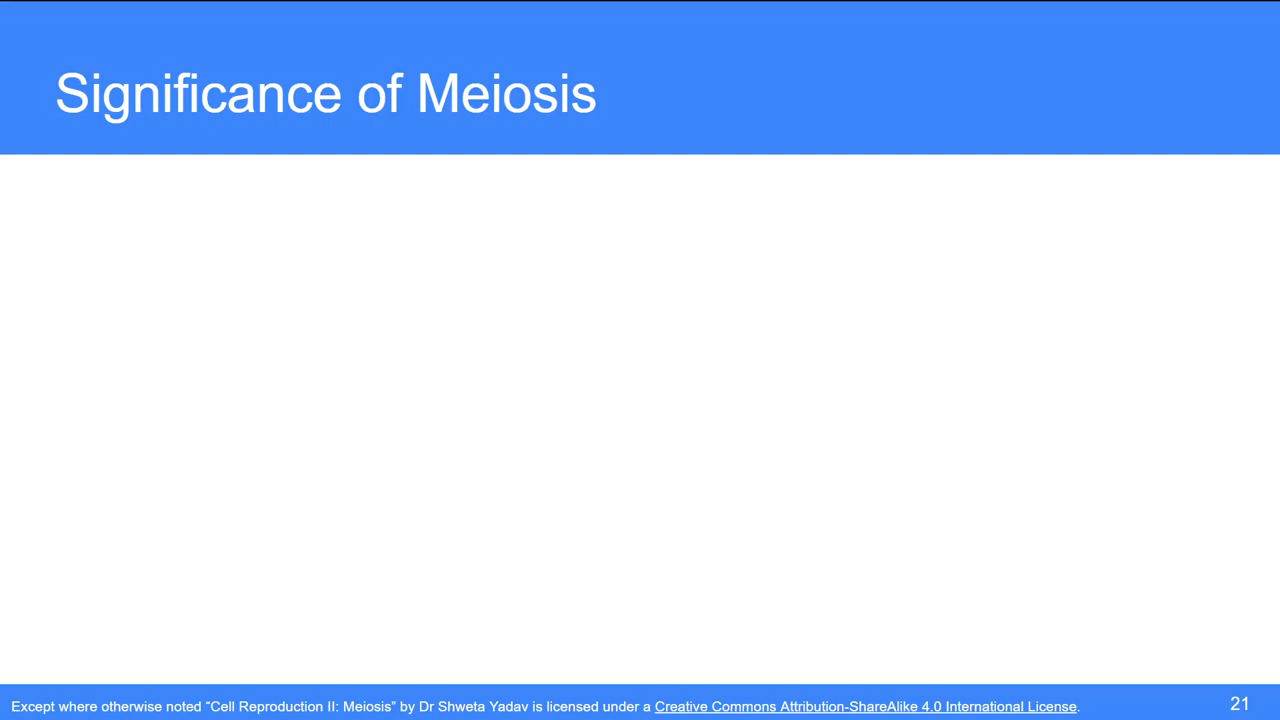 Significance of Meiosis
Except where otherwise noted “Cell Reproduction II: Meiosis” by Dr Shweta Yadav is licensed under a Creative Commons Attribution-ShareAlike 4.0 International License.
21